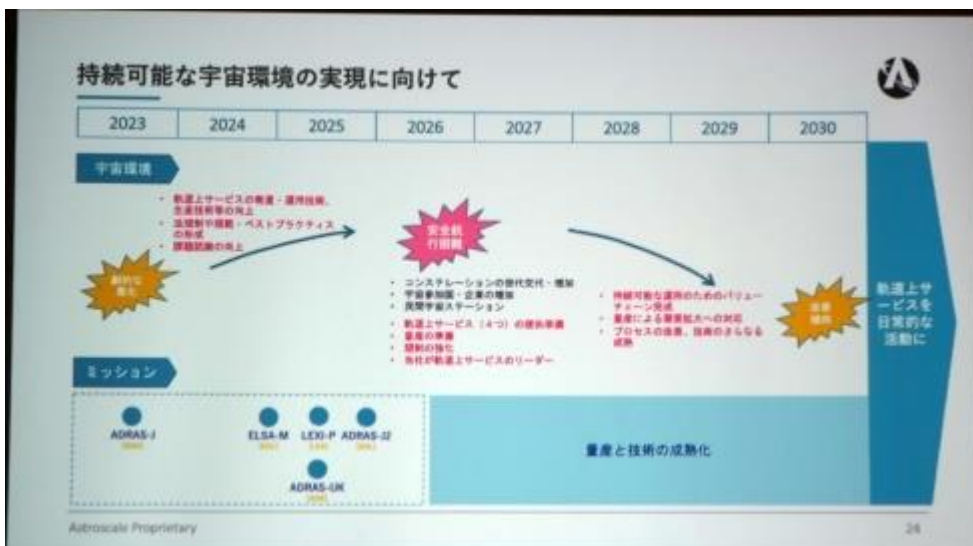 持続可能な宇宙環境の実現に向けて
2023 2024 2025 2026 2027 2028 2029 2030
宇宙環境
• 軌道上サービスの
・運用技術、
生産技術等の向上
• 法規制や規範・ベストプラクティス
の形成
• 課題認識の向上
安全航
行困難
• コンステレーションの世代交代・増加
• 宇宙参加国・企業の増加
• 民間宇宙ステーション
• 軌道上サービス(4つ)の提供準備
• 量産の準備
• 規制の強化
• 当社が軌道上サービスのリーダー
• 持続可能な運用のためのバリュー
チェーン完成
• 量産による需要拡大への対応
• プロセスの改善、技術のさらなる
成熟
軌道上サ
ービスを
日常的な
活動に
ミッション
ADRAS-J
ELSA-M
LEXI-P
ADRAS-J2
ADRAS-UK
量産と技術の成熟化
Astroscale Proprietary
24